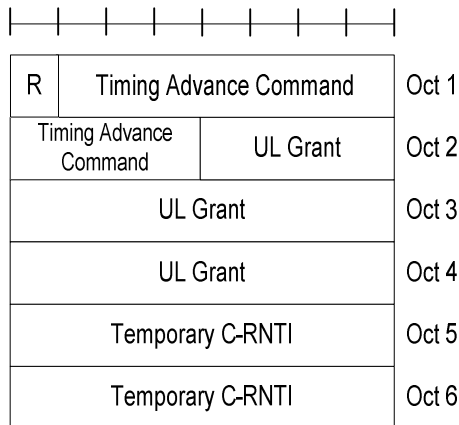 R Timing Advance Command Oct 1
Timing Advance
Command UL Grant Oct 2
UL Grant Oct 3
UL Grant Oct 4
Temporary C-RNTI Oct 5
Temporary C-RNTI Oct 6